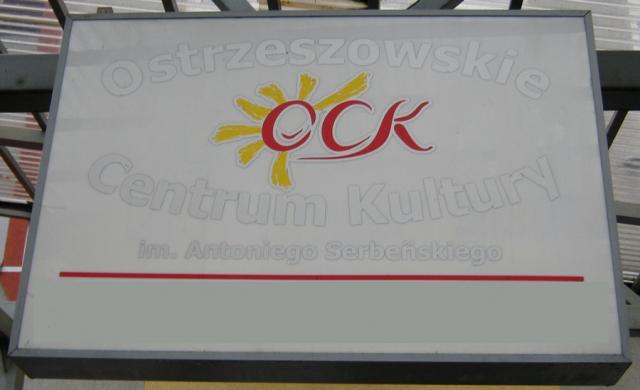 Ostrzeszowskie
OCK
Centrum Kultury
im. Antoniego Serbeńskiego